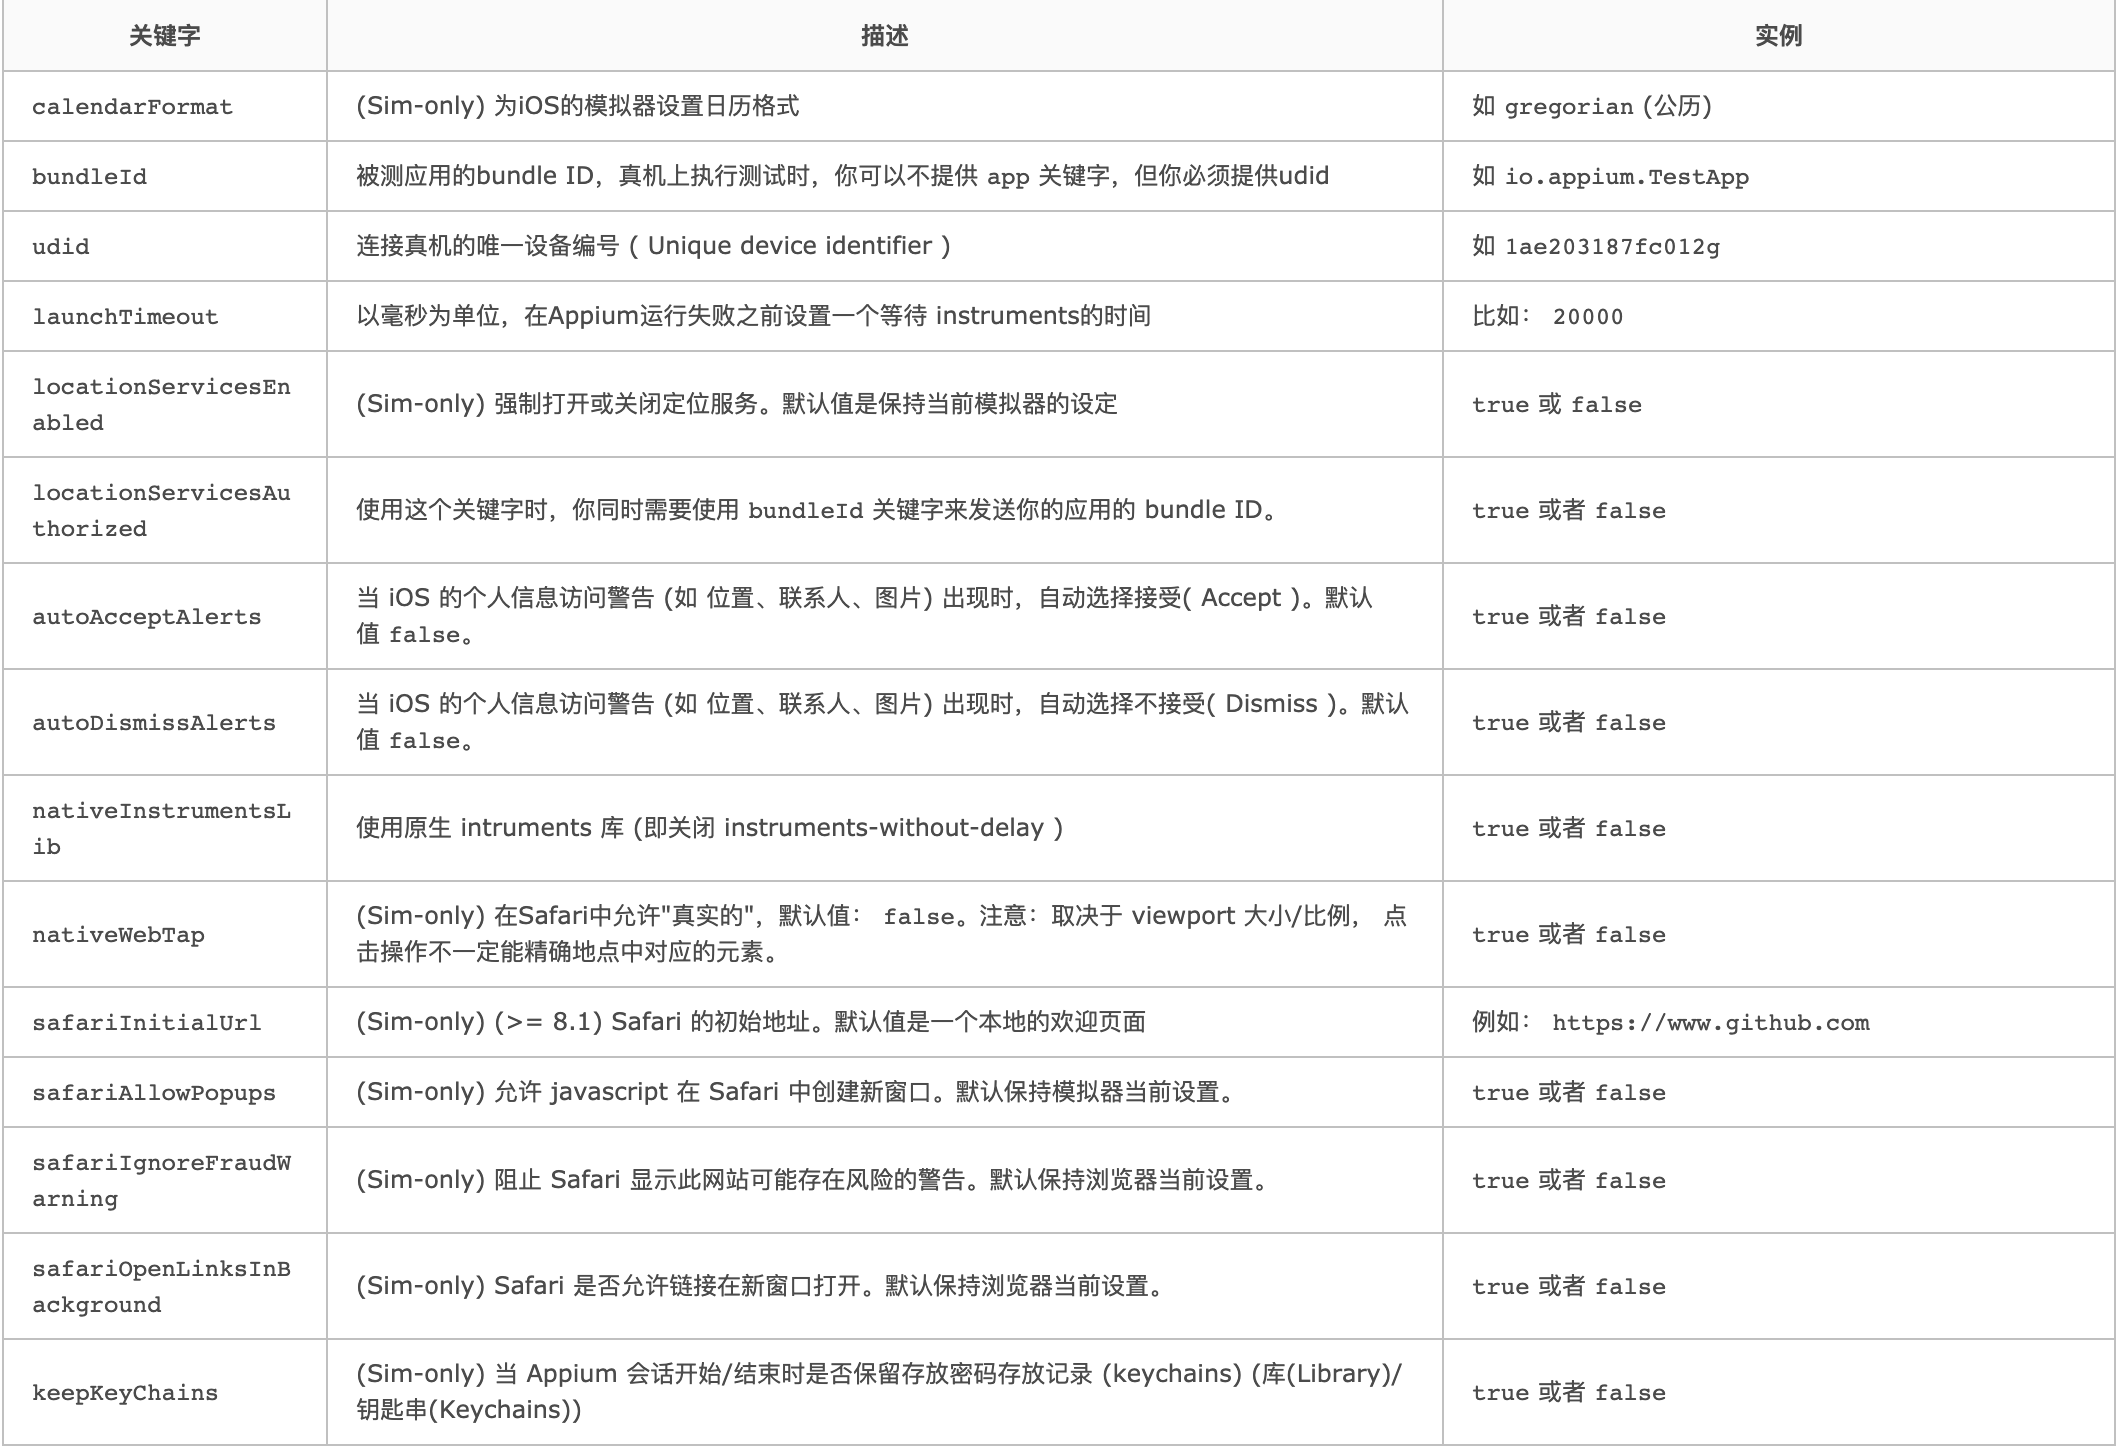 关键字 描述 实例
calendarFormat (Sim-only) 为iOS的模拟器设置日历格式 如 gregorian (公历)
bundleId 被测应用的bundle ID，真机上执行测试时，你可以不提供 app 关键字，但你必须提供udid 如 io.appium.TestApp
udid 连接真机的唯一设备编号 ( Unique device identifier ) 如 1ae203187fc012g
launchTimeout 以毫秒为单位，在Appium运行失败之前设置一个等待 instruments的时间 比如： 20000
locationServicesEn
abled
(Sim-only) 强制打开或关闭定位服务。默认值是保持当前模拟器的设定 true 或 false
locationServicesAu
thorized
使用这个关键字时，你同时需要使用 bundleId 关键字来发送你的应用的 bundle ID。 true 或者 false
autoAcceptAlerts
当 iOS 的个人信息访问警告 (如 位置、联系人、图片) 出现时，自动选择接受( Accept )。默认
值 false。
true 或者 false
autoDismissAlerts
当 iOS 的个人信息访问警告 (如 位置、联系人、图片) 出现时，自动选择不接受( Dismiss )。默认
值 false。
true 或者 false
nativeInstrumentsL
ib
使用原生 intruments 库 (即关闭 instruments-without-delay ) true 或者 false
nativeWebTap
(Sim-only) 在Safari中允许"真实的"，默认值： false。注意：取决于 viewport 大小/比例， 点
击操作不一定能精确地点中对应的元素。
true 或者 false
safariInitialUrl (Sim-only) (>= 8.1) Safari 的初始地址。默认值是一个本地的欢迎页面 例如： https://www.github.com
safariAllowPopups (Sim-only) 允许 javascript 在 Safari 中创建新窗口。默认保持模拟器当前设置。 true 或者 false
safariIgnoreFraudW
arning
(Sim-only) 阻止 Safari 显示此网站可能存在风险的警告。默认保持浏览器当前设置。 true 或者 false
safariOpenLinksInB
ackground
(Sim-only) Safari 是否允许链接在新窗口打开。默认保持浏览器当前设置。 true 或者 false
keepKeyChains
(Sim-only) 当 Appium 会话开始/结束时是否保留存放密码存放记录 (keychains) (库(Library)/
钥匙串(Keychains))
true 或者 false